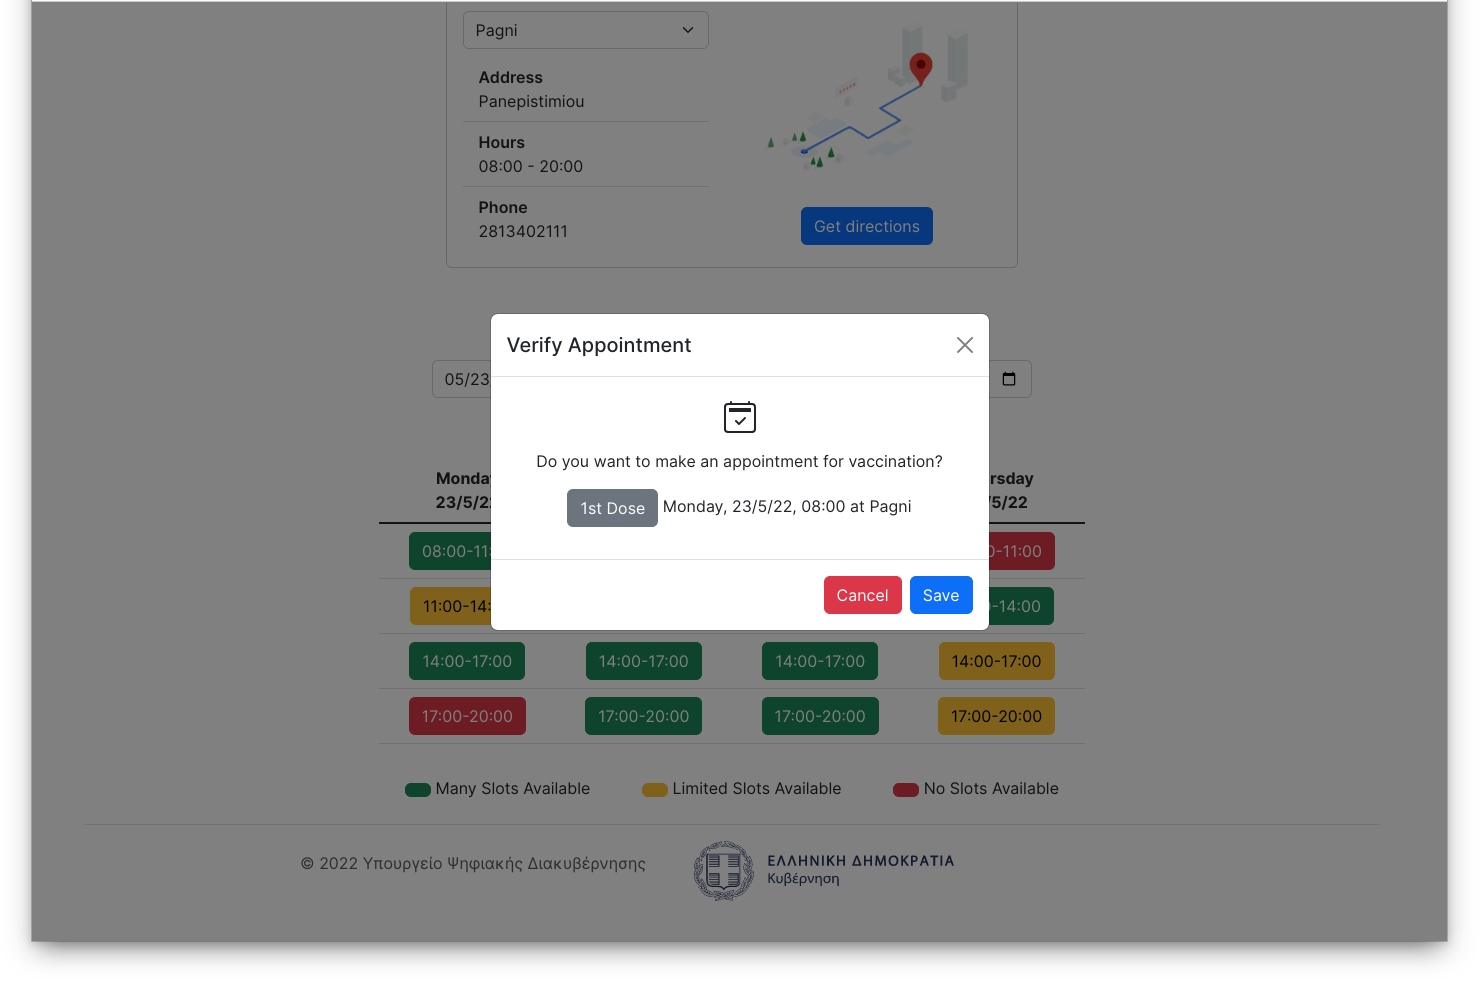 Pagni
Address
Panepistimiou
Hours
08:00 - 20:00
Phone
2813402111
Get directions
Verify Appointment
05/23
Do you want to make an appointment for vaccination?
1st Dose Monday, 23/5/22, 08:00 at Pagni
Cancel Save
23/5/2
/5/22
08:00-11:
-11:00
11:00-14:
-14:00
14:00-17:00 14:00-17:00 14:00-17:00 14:00-17:00
17:00-20:00 17:00-20:00 17:00-20:00 17:00-20:00
Many Slots Available Limited Slots Available No Slots Available
© 2022 Υπουργείο Ψηφιακής Διακυβέρνησης
ΕΛΛΗΝΙΚΗ ΔΗΜΟΚΡΑΤΙΑ
Κυβέρνηση